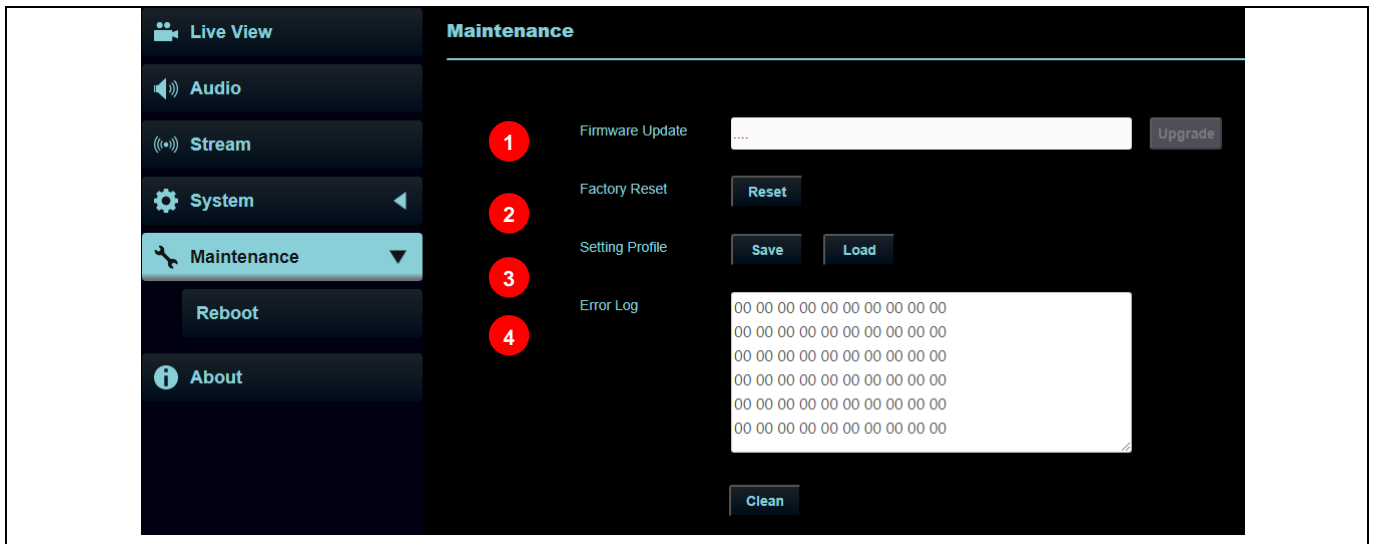 Live View
Audio
Stream
System
Maintenance
Reboot
About
Maintenance
1 Firmware Update .... Upgrade
2 Factory Reset Reset
3 Setting Profile Save Load
4 Error Log
00 00 00 00 00 00 00 00 00 00
00 00 00 00 00 00 00 00 00 00
00 00 00 00 00 00 00 00 00 00
00 00 00 00 00 00 00 00 00 00
00 00 00 00 00 00 00 00 00 00
00 00 00 00 00 00 00 00 00 00
Clean